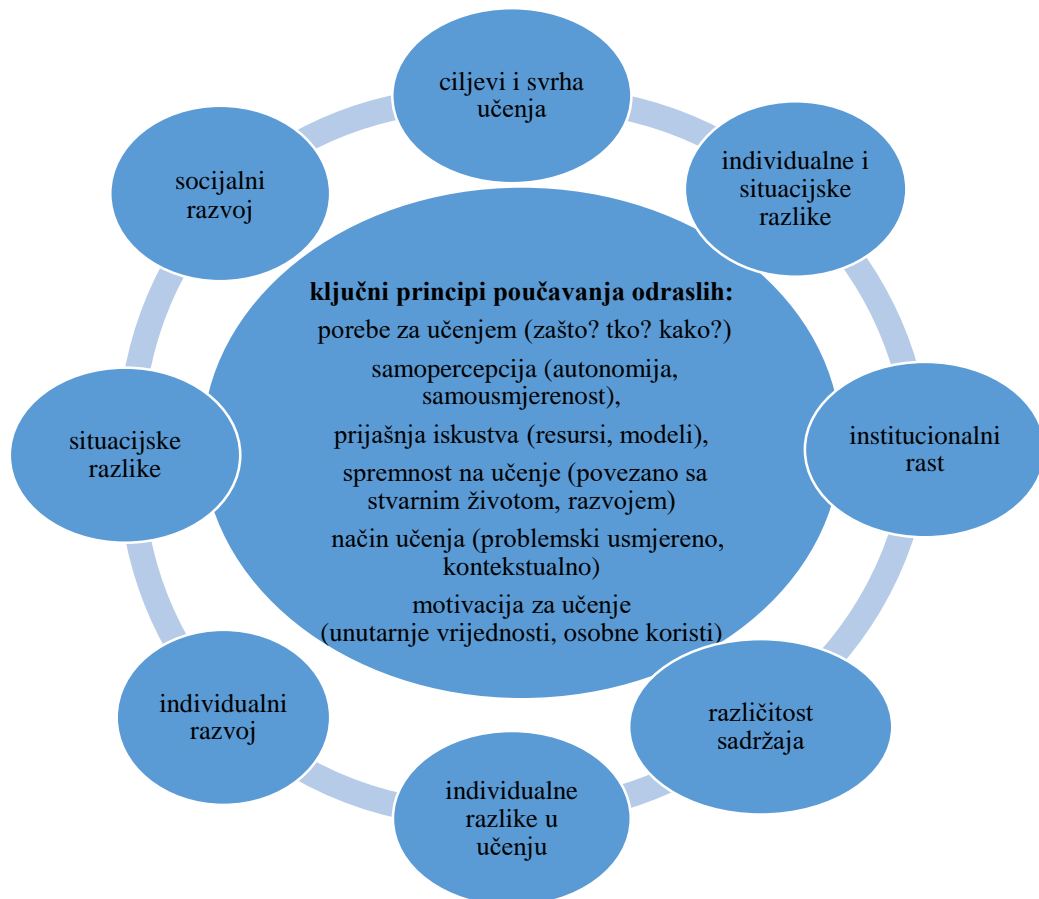 ciljevi i svrha
učenja
individualne i
situacijske
razlike
institucionalni
rast
različitost
sadržaja
individualne
razlike u
učenju
individualni
razvoj
situacijske
razlike
socijalni
razvoj
ključni principi poučavanja odraslih:
porebe za učenjem (zašto? tko? kako?)
samopercepcija (autonomija,
samousmjerenost),
prijašnja iskustva (resursi, modeli),
spremnost na učenje (povezano sa
stvarnim životom, razvojem)
način učenja (problemski usmjereno,
kontekstualno)
motivacija za učenje
(unutarnje vrijednosti, osobne koristi)